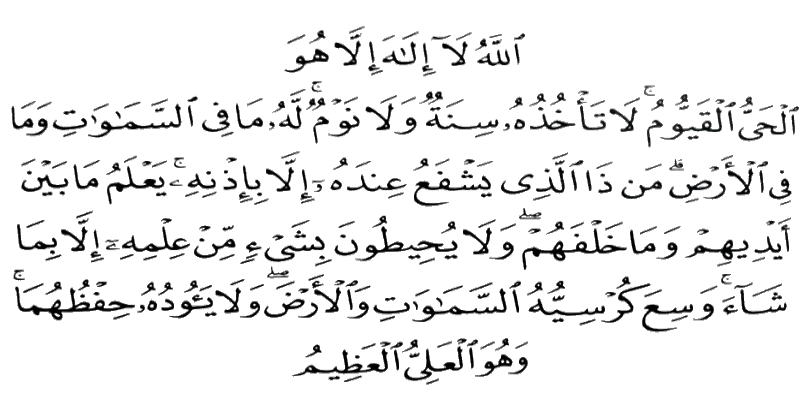 ٱللَّهُ لَآ إِلَـٰهَ إِلَّا هُوَ
ٱلْحَىُّ ٱلْقَيُّومُ ۚ لَا تَأْخُذُهُۥ سِنَةٌ وَلَا نَوْمٌ ۚ لَّهُۥ مَا فِى ٱلسَّمَـٰوَٰتِ وَمَا
فِى ٱلْأَرْضِ ۗ مَن ذَا ٱلَّذِى يَشْفَعُ عِندَهُۥٓ إِلَّا بِإِذْنِهِۦ ۚ يَعْلَمُ مَا بَيْنَ
أَيْدِيهِمْ وَمَا خَلْفَهُمْ ۖ وَلَا يُحِيطُونَ بِشَىْءٍ مِّنْ عِلْمِهِۦٓ إِلَّا بِمَا
شَآءَ ۚ وَسِعَ كُرْسِيُّهُ ٱلسَّمَـٰوَٰتِ وَٱلْأَرْضَ ۖ وَلَا يَـُٔودُهُۥ حِفْظُهُمَا ۚ
وَهُوَ ٱلْعَلِىُّ ٱلْعَظِيمُ